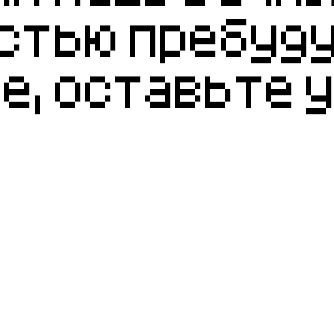 стью пребуду
е, оставьте у